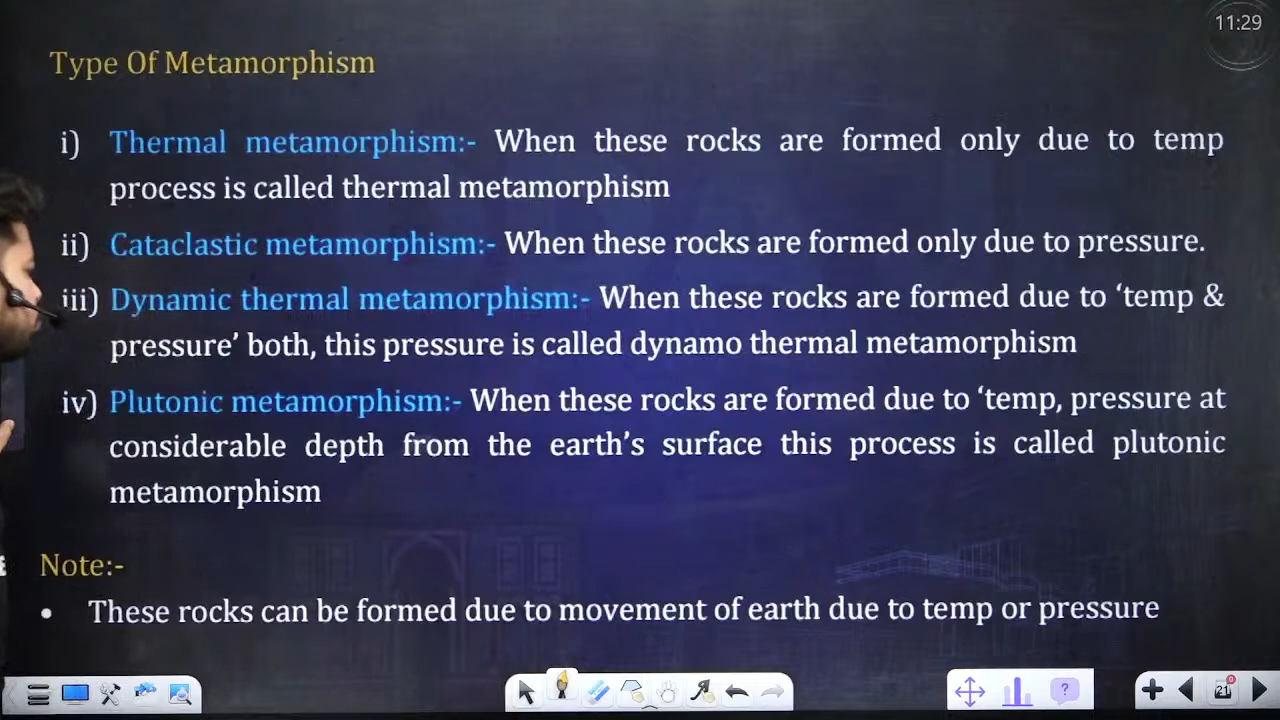 11:29
Type Of Metamorphism
i) Thermal metamorphism:- When these rocks are formed only due to temp
process is called thermal metamorphism
ii) Cataclastic metamorphism:- When these rocks are formed only due to pressure.
iii) Dynamic thermal metamorphism:- When these rocks are formed due to ‘temp &
pressure’ both, this pressure is called dynamo thermal metamorphism
iv) Plutonic metamorphism:- When these rocks are formed due to ‘temp, pressure at
considerable depth from the earth’s surface this process is called plutonic
metamorphism
Note:-
• These rocks can be formed due to movement of earth due to temp or pressure
21